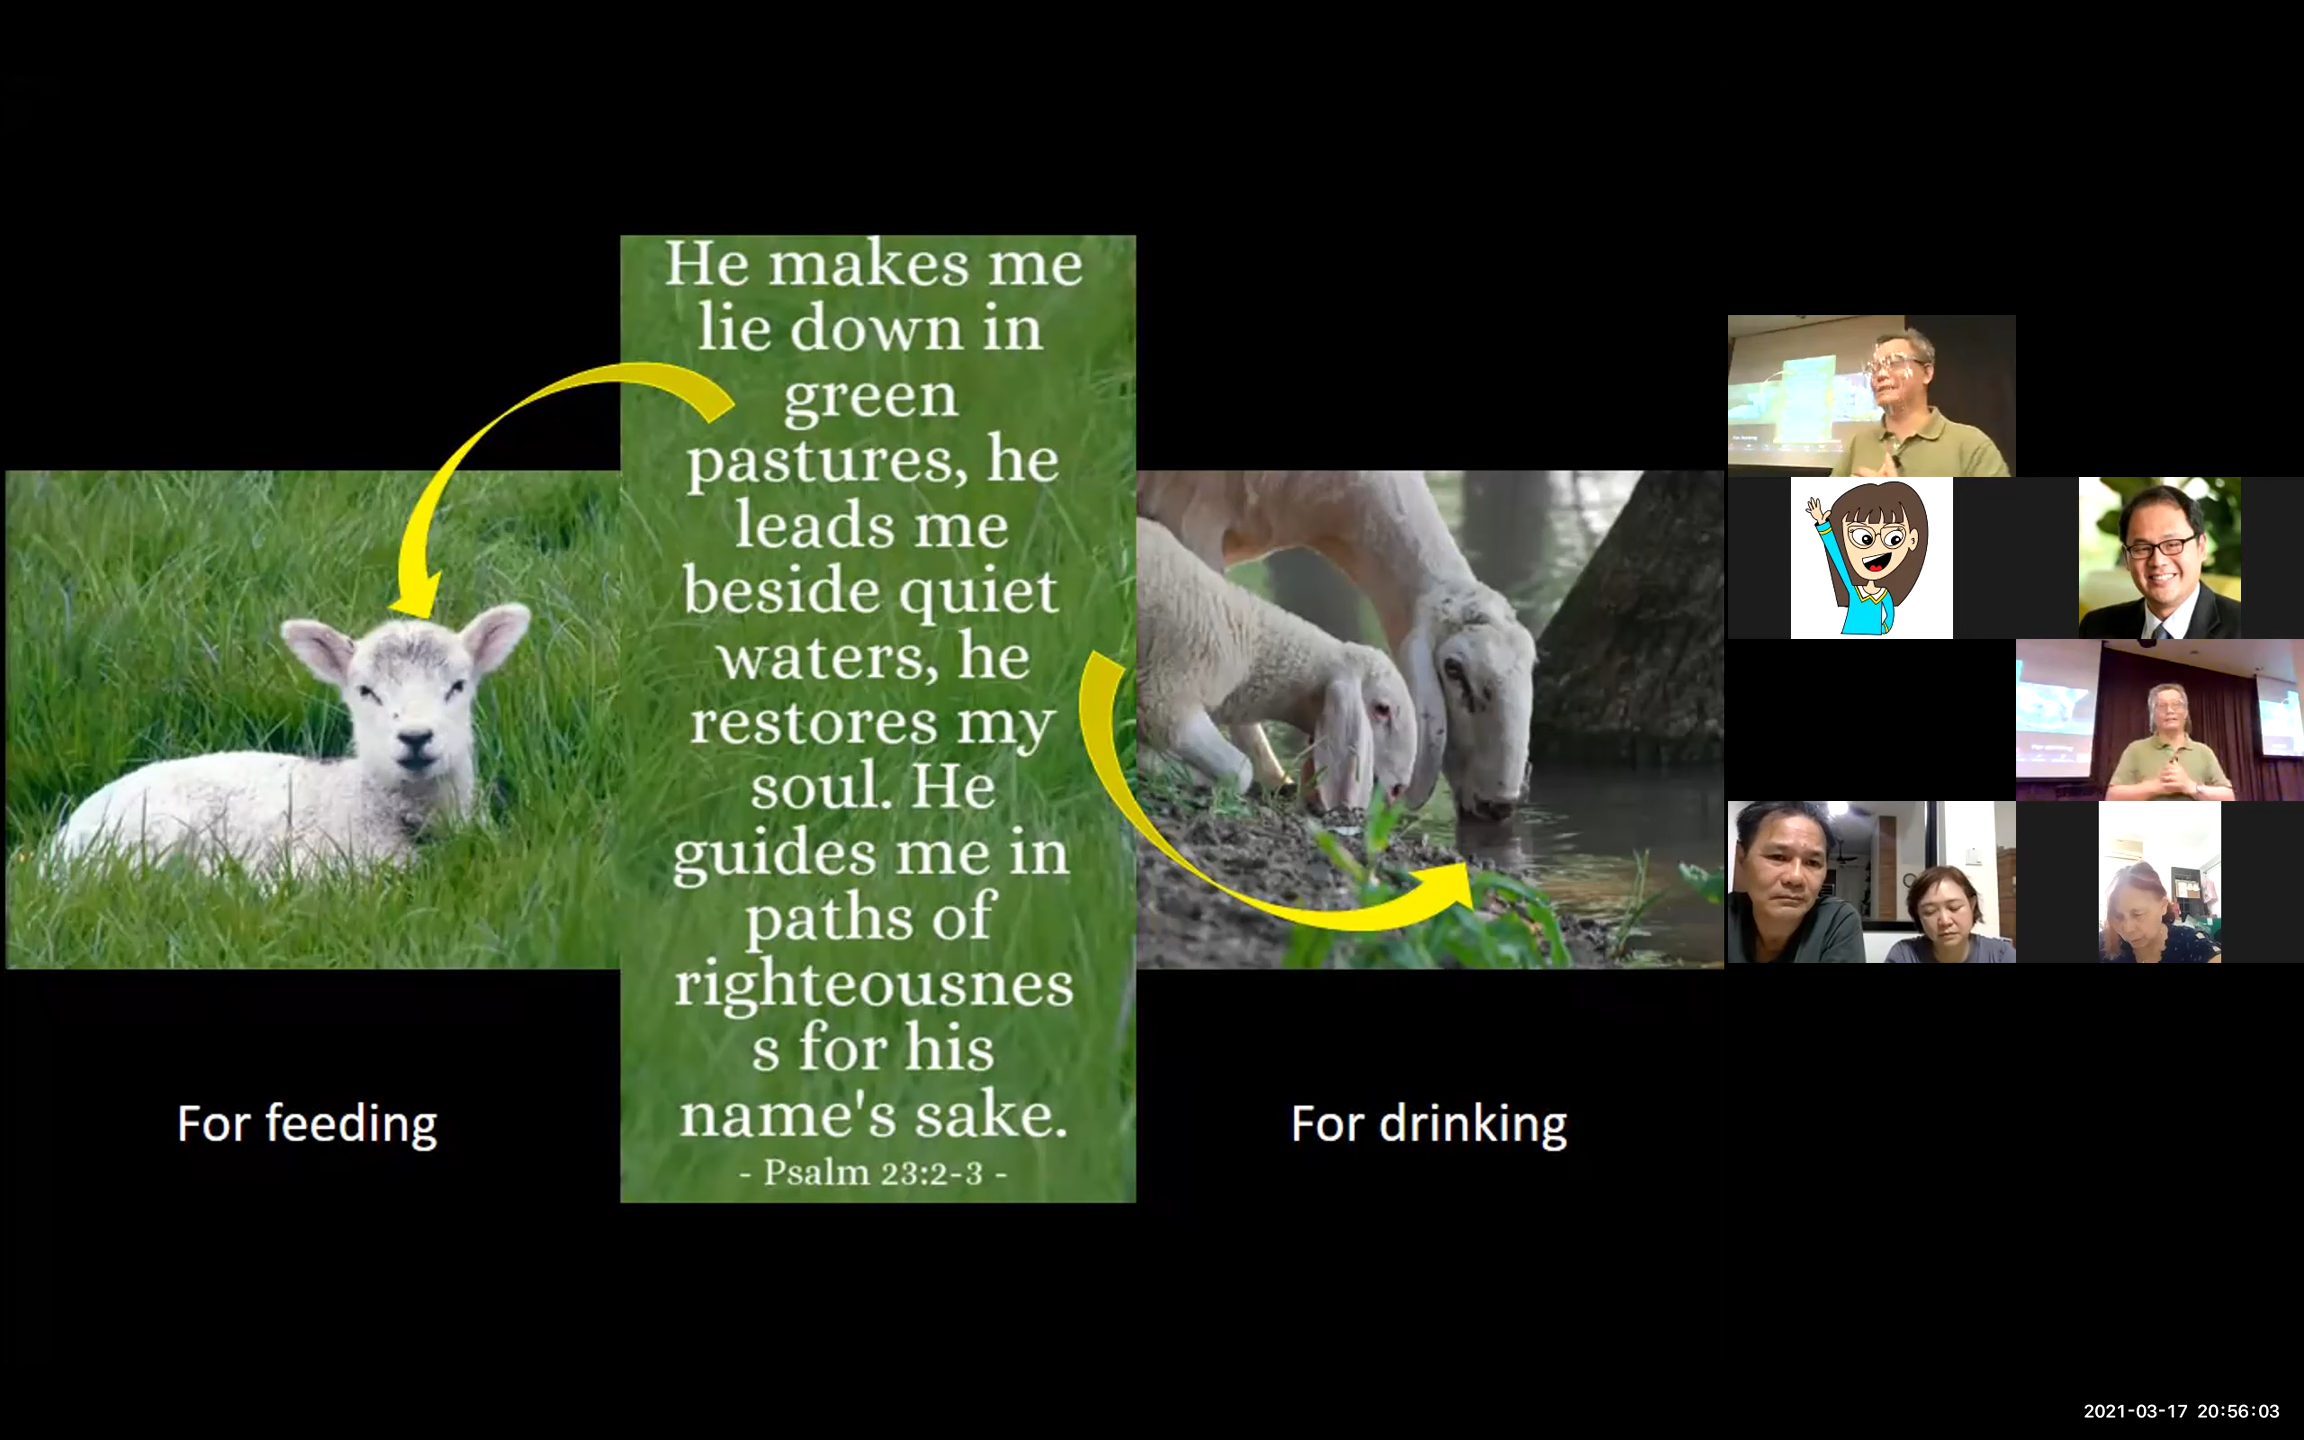 He makes me
lie down in
green
pastures, he
leads me
beside quiet
waters, he
restores my
soul. He
guides me in
paths of
righteousnes
s for his
name's sake.
- Psalm 23:2-3 -
For feeding
For drinking
2021-03-17 20:56:03